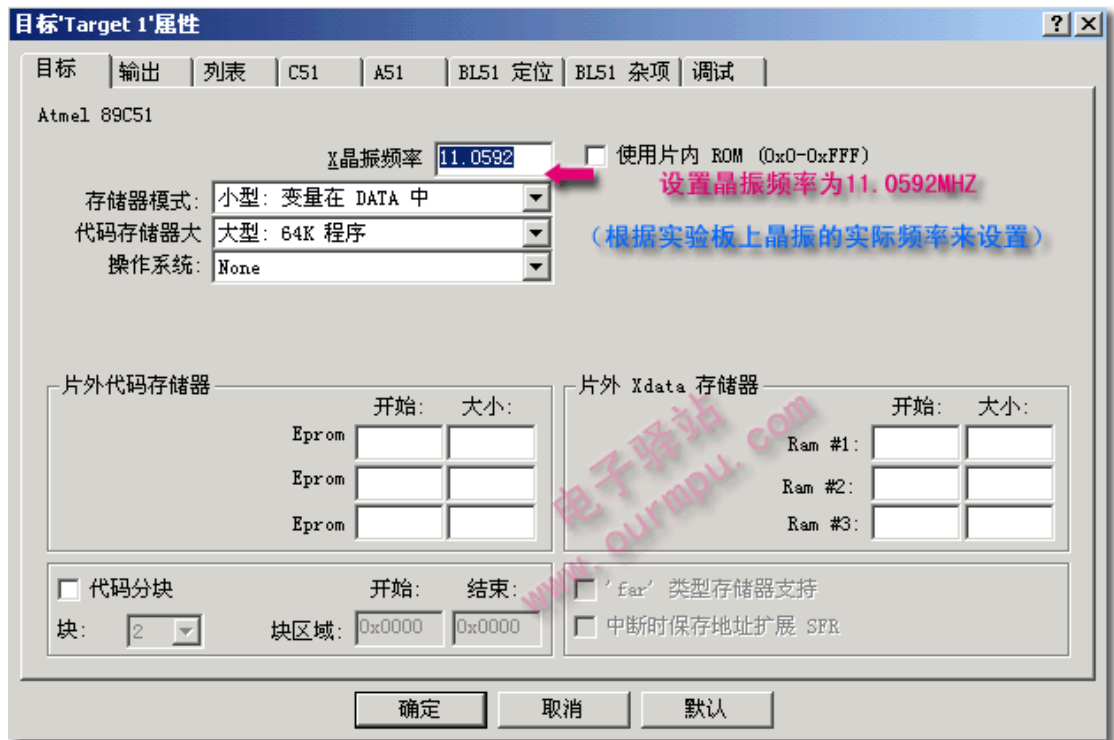 目标'Target 1'属性
目标 输出 列表 C51 A51 BL51 定位 BL51 杂项 调试
Atmel 89C51
X晶振频率 11.0592 使用片内 ROM (0x0-0xFFF)
设置晶振频率为11.0592MHZ
存储器模式: 小型: 变量在 DATA 中
代码存储器大 大型: 64K 程序
(根据实验板上晶振的实际频率来设置)
操作系统: None
片外代码存储器
开始: 大小:
Eprom
Eprom
Eprom
片外 Xdata 存储器
开始: 大小:
Ram #1:
Ram #2:
Ram #3:
电子驿站
www.ourmpu.com
代码分块 开始: 结束:
块: 2 块区域: 0x0000 0x0000
'far' 类型存储器支持
中断时保存地址扩展 SFR
确定 取消 默认